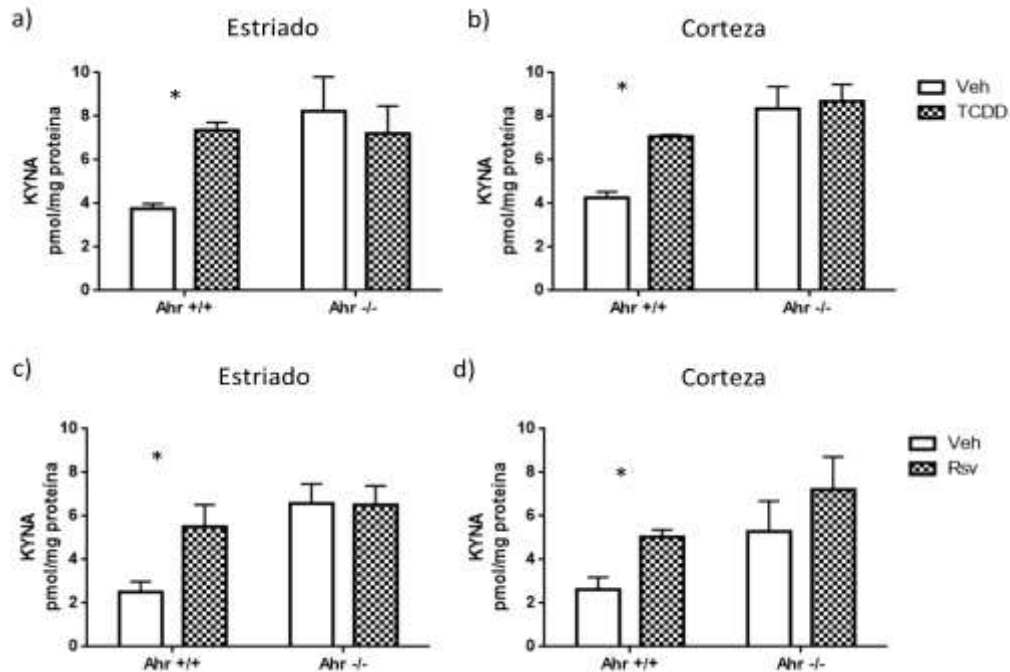 a)
Estriado
KYNA
pmol/mg proteína
10
8
6
4
2
0
*
Ahr +/+
Ahr -/-
b)
Corteza
KYNA
pmol/mg proteína
10
8
6
4
2
0
*
Ahr +/+
Ahr -/-
Veh
TCDD
c)
Estriado
KYNA
pmol/mg proteína
10
8
6
4
2
0
*
Ahr +/+
Ahr -/-
d)
Corteza
KYNA
pmol/mg proteína
10
8
6
4
2
0
*
Ahr +/+
Ahr -/-
Veh
Rsv